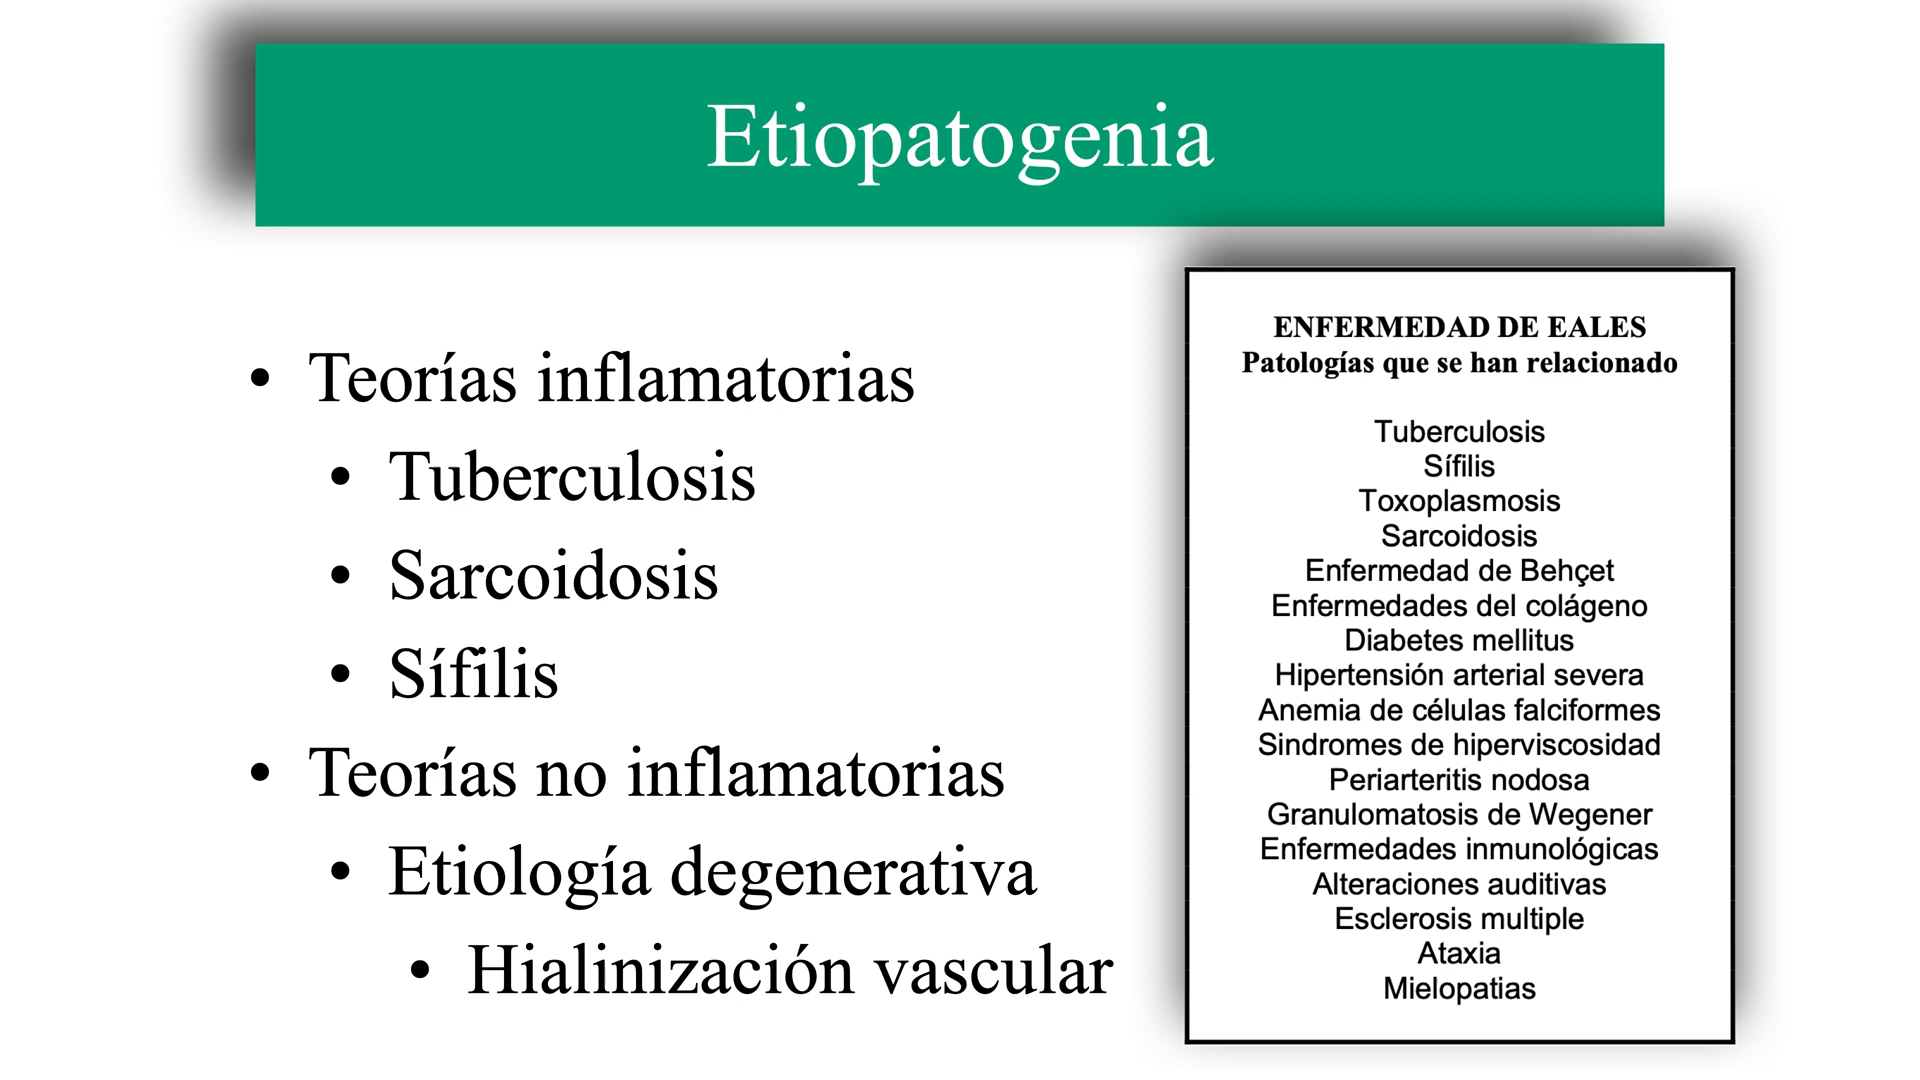 Etiopatogenia
• Teorías inflamatorias
• Tuberculosis
• Sarcoidosis
• Sífilis
• Teorías no inflamatorias
• Etiología degenerativa
• Hialinización vascular
ENFERMEDAD DE EALES
Patologías que se han relacionado
Tuberculosis
Sífilis
Toxoplasmosis
Sarcoidosis
Enfermedad de Behçet
Enfermedades del colágeno
Diabetes mellitus
Hipertensión arterial severa
Anemia de células falciformes
Sindromes de hiperviscosidad
Periarteritis nodosa
Granulomatosis de Wegener
Enfermedades inmunológicas
Alteraciones auditivas
Esclerosis multiple
Ataxia
Mielopatias